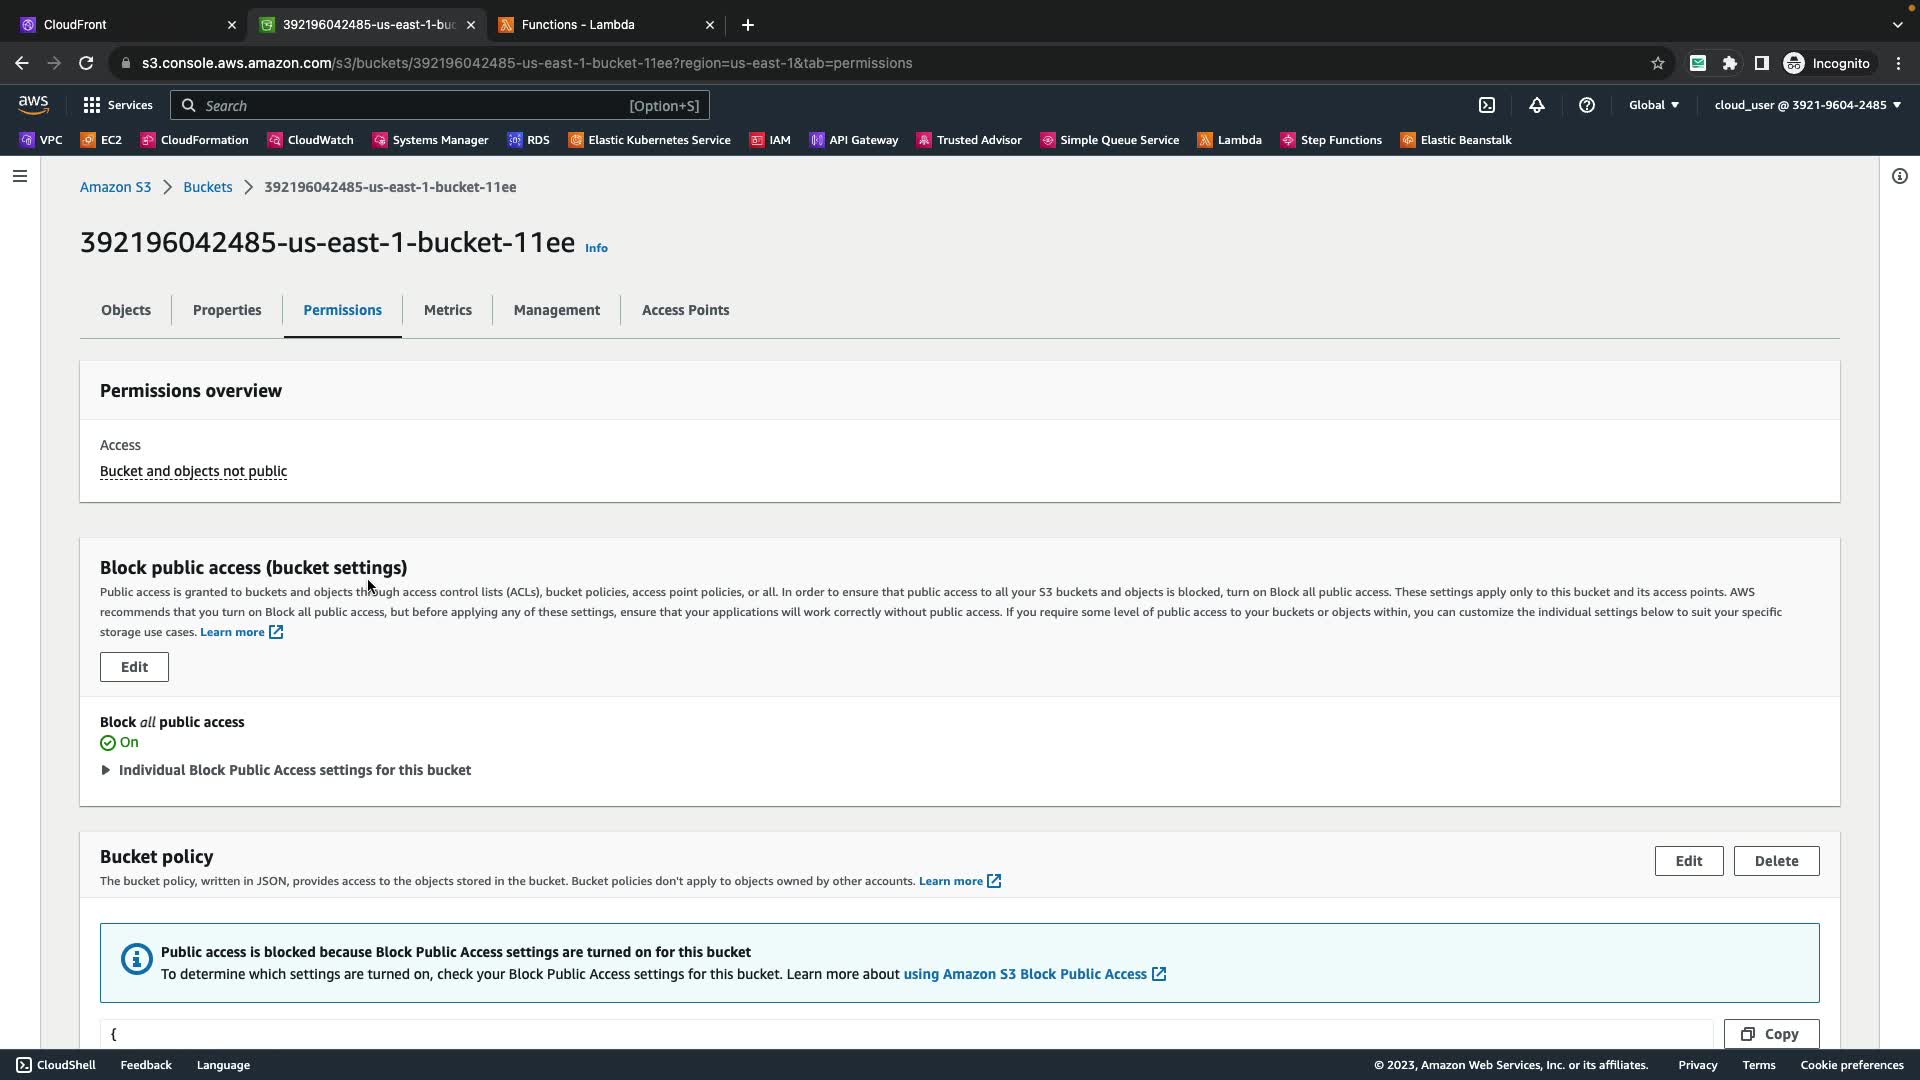 CloudFront
392196042485-us-east-1-buc
Functions - Lambda
s3.console.aws.amazon.com/s3/buckets/392196042485-us-east-1-bucket-11ee?region=us-east-1&tab=permissions
Incognito
aws
Services
Search
[Option+S]
Global
cloud_user @ 3921-9604-2485
VPC
EC2
CloudFormation
CloudWatch
Systems Manager
RDS
Elastic Kubernetes Service
IAM
API Gateway
Trusted Advisor
Simple Queue Service
Lambda
Step Functions
Elastic Beanstalk
Amazon S3
Buckets
392196042485-us-east-1-bucket-11ee
392196042485-us-east-1-bucket-11ee Info
Objects
Properties
Permissions
Metrics
Management
Access Points
Permissions overview
Access
Bucket and objects not public
Block public access (bucket settings)
Public access is granted to buckets and objects through access control lists (ACLs), bucket policies, access point policies, or all. In order to ensure that public access to all your S3 buckets and objects is blocked, turn on Block all public access. These settings apply only to this bucket and its access points. AWS
recommends that you turn on Block all public access, but before applying any of these settings, ensure that your applications will work correctly without public access. If you require some level of public access to your buckets or objects within, you can customize the individual settings below to suit your specific
storage use cases. Learn more
Edit
Block all public access
On
Individual Block Public Access settings for this bucket
Bucket policy
Edit
Delete
The bucket policy, written in JSON, provides access to the objects stored in the bucket. Bucket policies don't apply to objects owned by other accounts. Learn more
Public access is blocked because Block Public Access settings are turned on for this bucket
To determine which settings are turned on, check your Block Public Access settings for this bucket. Learn more about using Amazon S3 Block Public Access
{
Copy
CloudShell
Feedback
Language
© 2023, Amazon Web Services, Inc. or its affiliates.
Privacy
Terms
Cookie preferences